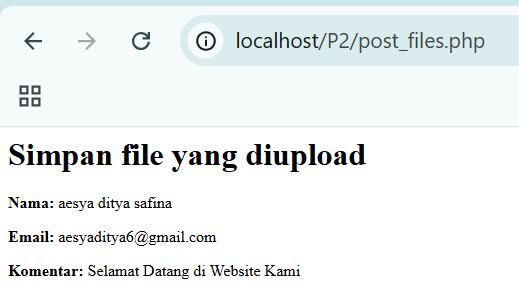 localhost/P2/post_files.php
Simpan file yang diupload
Nama: aesya ditya safina
Email: aesyaditya6@gmail.com
Komentar: Selamat Datang di Website Kami